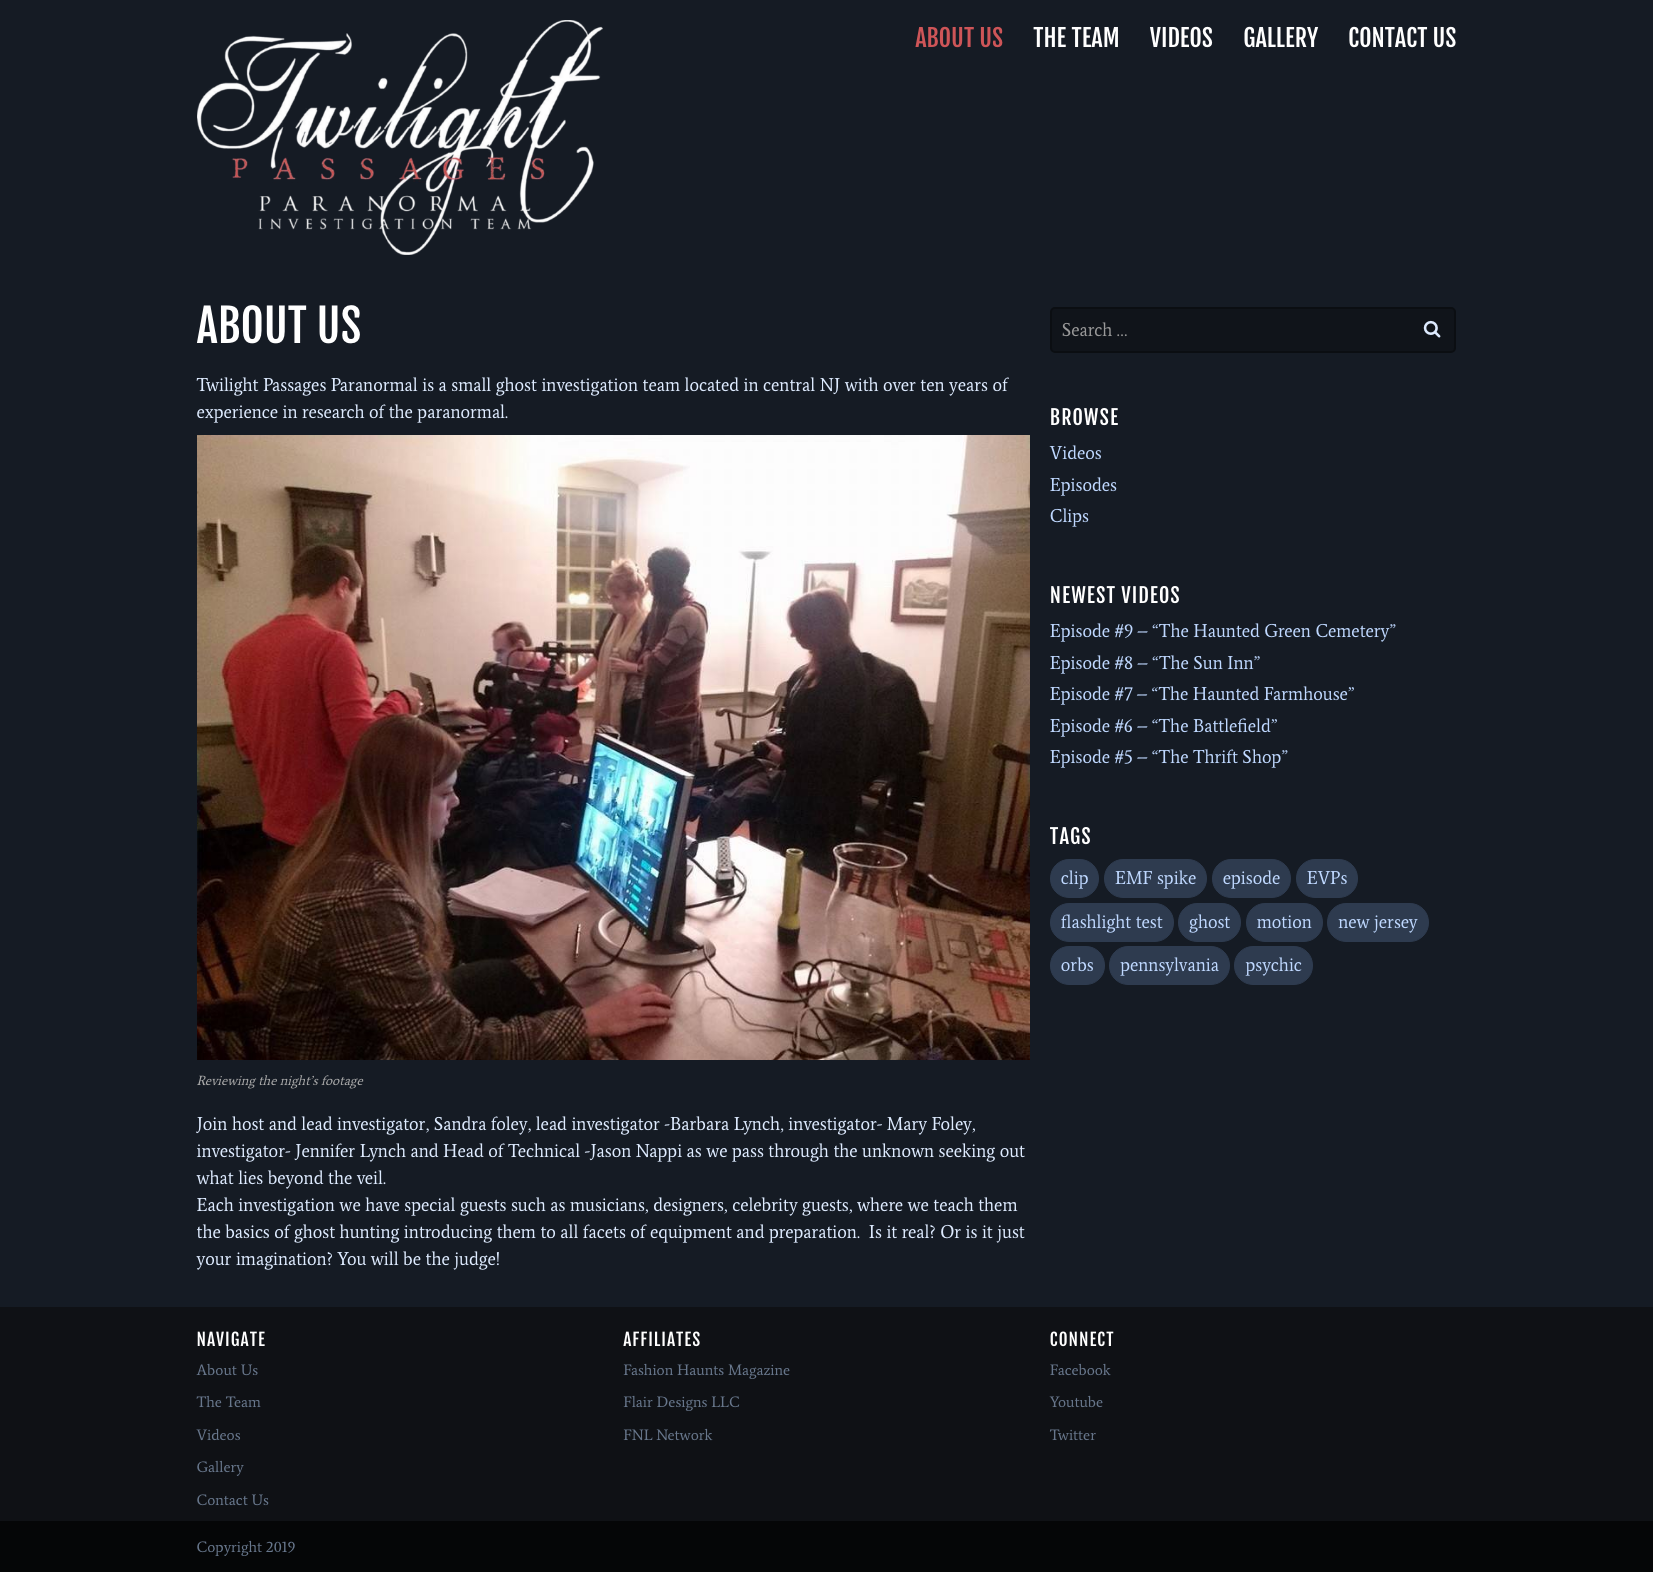 Twilight
PASSAGES
PARANORMAL
INVESTIGATION TEAM
ABOUT US
THE TEAM
VIDEOS
GALLERY
CONTACT US
ABOUT US
Twilight Passages Paranormal is a small ghost investigation team located in central NJ with over ten years of
experience in research of the paranormal.
Reviewing the night's footage
Join host and lead investigator, Sandra foley, lead investigator -Barbara Lynch, investigator- Mary Foley,
investigator- Jennifer Lynch and Head of Technical -Jason Nappi as we pass through the unknown seeking out
what lies beyond the veil.
Each investigation we have special guests such as musicians, designers, celebrity guests, where we teach them
the basics of ghost hunting introducing them to all facets of equipment and preparation.  Is it real? Or is it just
your imagination? You will be the judge!
Search ...
BROWSE
Videos
Episodes
Clips
NEWEST VIDEOS
Episode #9 – “The Haunted Green Cemetery”
Episode #8 – “The Sun Inn”
Episode #7 – “The Haunted Farmhouse”
Episode #6 – “The Battlefield”
Episode #5 – “The Thrift Shop”
TAGS
clip EMF spike episode EVPs
flashlight test ghost motion new jersey
orbs pennsylvania psychic
NAVIGATE
About Us
The Team
Videos
Gallery
Contact Us
AFFILIATES
Fashion Haunts Magazine
Flair Designs LLC
FNL Network
CONNECT
Facebook
Youtube
Twitter
Copyright 2019